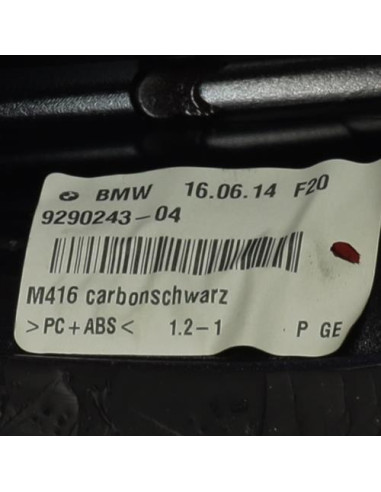 BMW 16.06.14 F20
9290243-04
M416 carbonschwarz
>PC+ABS< 1.2-1 P GE